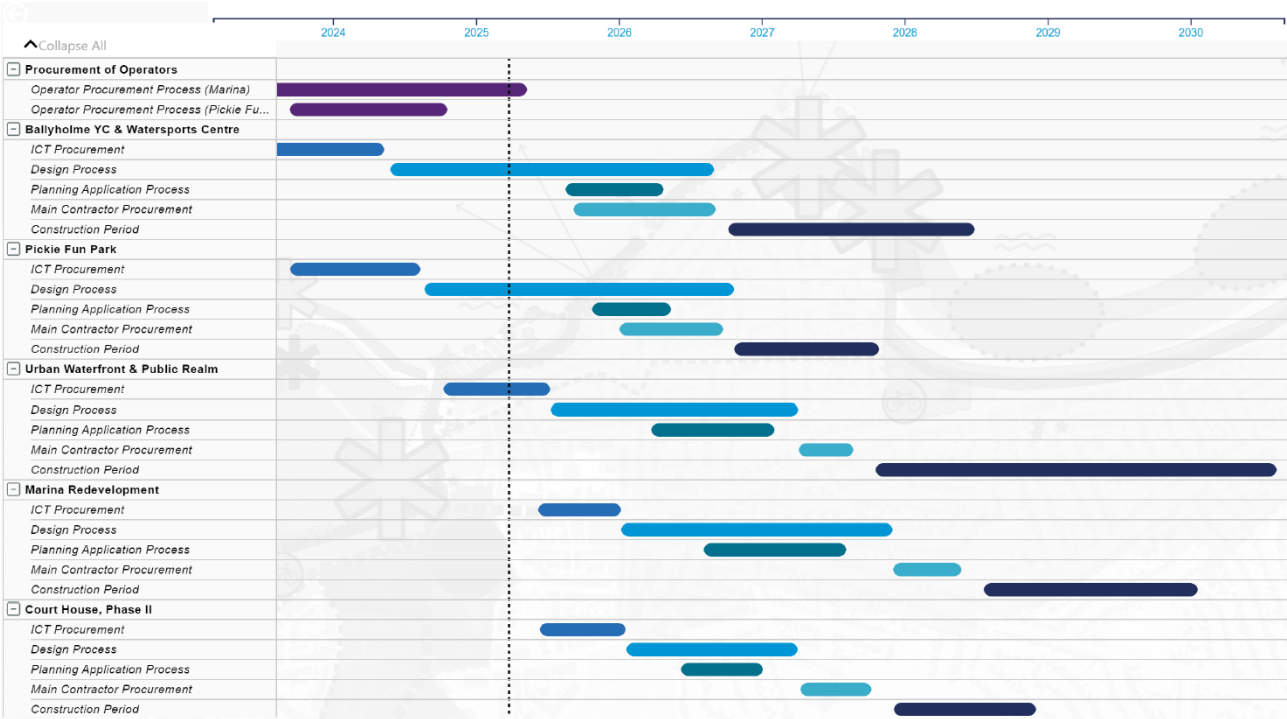 2024 2025 2026 2027 2028 2029 2030
Collapse All
Procurement of Operators
Operator Procurement Process (Marina)
Operator Procurement Process (Pickie Fu...
Ballyholme YC & Watersports Centre
ICT Procurement
Design Process
Planning Application Process
Main Contractor Procurement
Construction Period
Pickie Fun Park
ICT Procurement
Design Process
Planning Application Process
Main Contractor Procurement
Construction Period
Urban Waterfront & Public Realm
ICT Procurement
Design Process
Planning Application Process
Main Contractor Procurement
Construction Period
Marina Redevelopment
ICT Procurement
Design Process
Planning Application Process
Main Contractor Procurement
Construction Period
Court House, Phase II
ICT Procurement
Design Process
Planning Application Process
Main Contractor Procurement
Construction Period